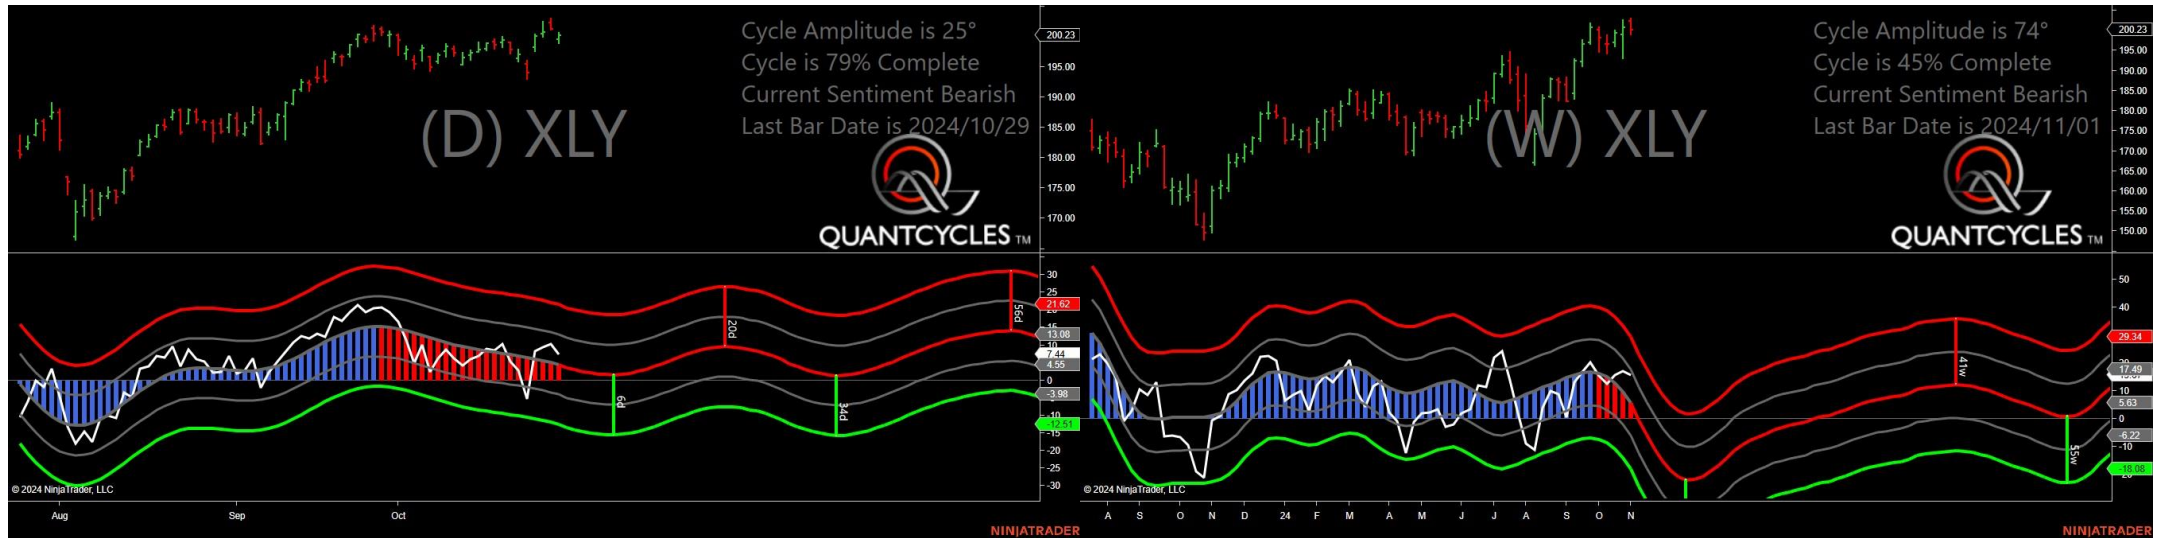 Cycle Amplitude is 25°
Cycle is 79% Complete
Current Sentiment Bearish
Last Bar Date is 2024/10/29
(D) XLY
QUANTCYCLES TM
200.23
195.00
190.00
185.00
180.00
175.00
170.00
30
25
21.62
15
13.08
10
7.44
4.55
0
-3.98
-10
-12.51
-15
-20
-25
-30
6d
20d
34d
56d
© 2024 NinjaTrader, LLC
Aug
Sep
Oct
NINJATRADER
Cycle Amplitude is 74°
Cycle is 45% Complete
Current Sentiment Bearish
Last Bar Date is 2024/11/01
(W) XLY
QUANTCYCLES TM
200.23
195.00
190.00
185.00
180.00
175.00
170.00
165.00
160.00
155.00
150.00
50
40
29.34
20
17.49
5.63
0
-6.22
-10
-18.08
41w
55w
© 2024 NinjaTrader, LLC
A S O N D 24 F M A M J J A S O N
NINJATRADER